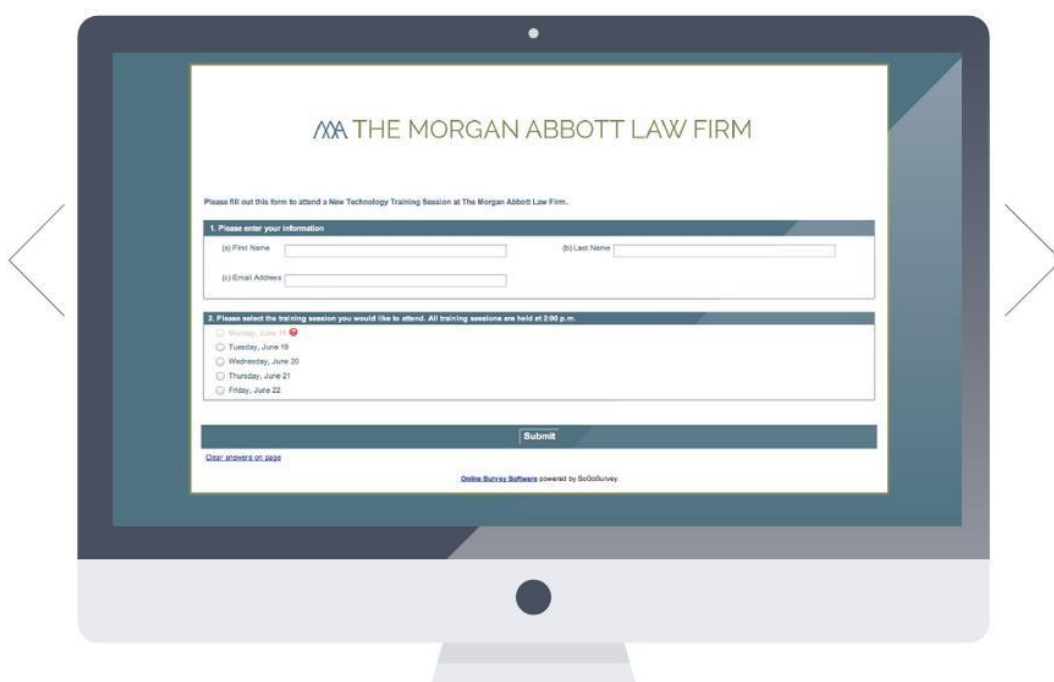 THE MORGAN ABBOTT LAW FIRM
Please fill out this form to attend a New Technology Training Session at The Morgan Abbott Law Firm.
1. Please enter your information
(a) First Name (b) Last Name
(c) Email Address
2. Please select the training session you would like to attend. All training sessions are held at 2:00 p.m.
Monday, June 18 ?
Tuesday, June 19
Wednesday, June 20
Thursday, June 21
Friday, June 22
Submit
Clear answers on page
Online Survey Software powered by SoGoSurvey